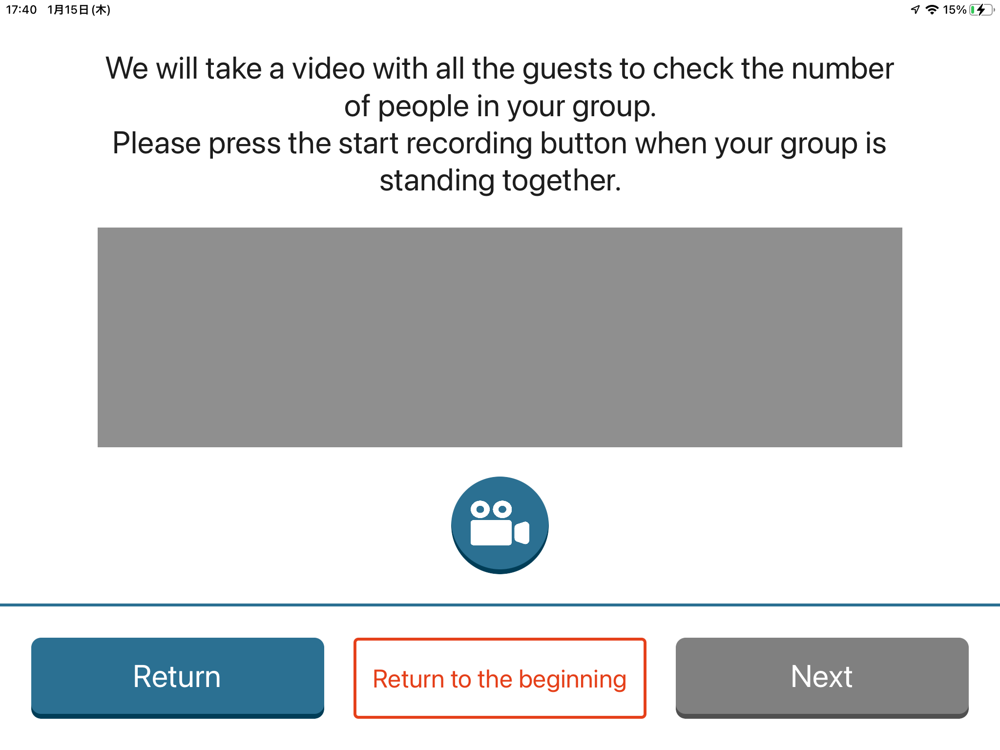 17:40 1月15日 (木)
15%
We will take a video with all the guests to check the number
of people in your group.
Please press the start recording button when your group is
standing together.
Return
Return to the beginning
Next